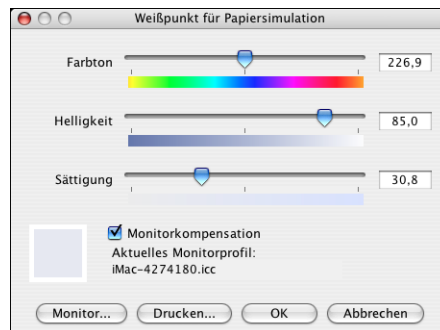 Weißpunkt für Papiersimulation
Farbton 226,9
Helligkeit 85,0
Sättigung 30,8
Monitorkompensation
Aktuelles Monitorprofil:
iMac-4274180.icc
Monitor... Drucken... OK Abbrechen